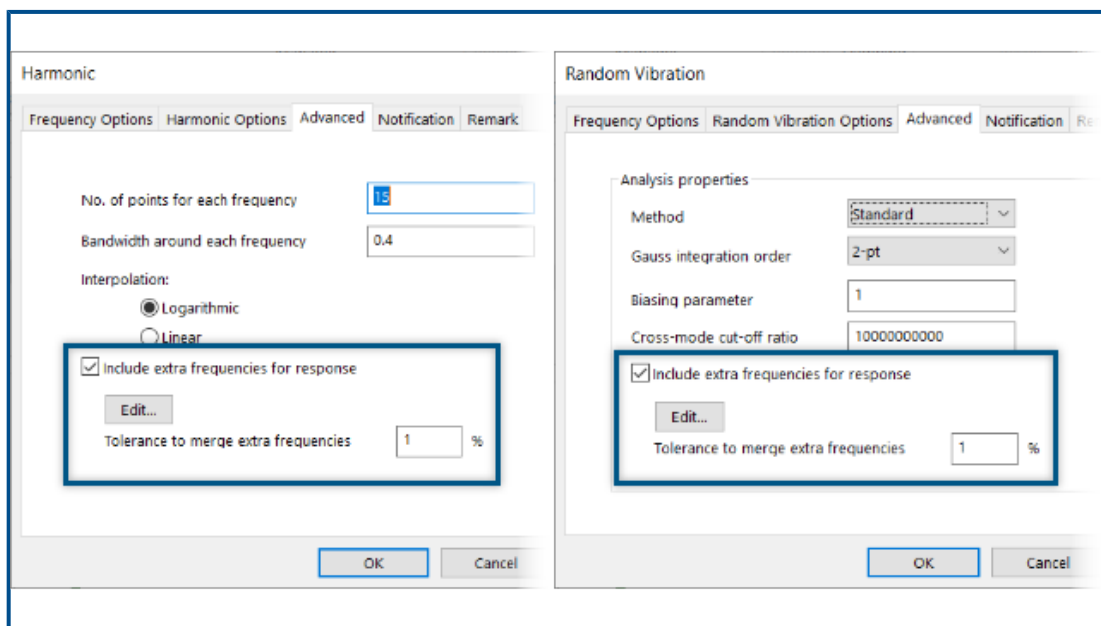 Harmonic
Frequency Options Harmonic Options Advanced Notification Remark
No. of points for each frequency 15
Bandwidth around each frequency 0.4
Interpolation:
Logarithmic
Linear
Include extra frequencies for response
Edit...
Tolerance to merge extra frequencies 1 %
OK Cancel
Random Vibration
Frequency Options Random Vibration Options Advanced Notification
Analysis properties
Method Standard
Gauss integration order 2-pt
Biasing parameter 1
Cross-mode cut-off ratio 10000000000
Include extra frequencies for response
Edit...
Tolerance to merge extra frequencies 1 %
OK Cancel